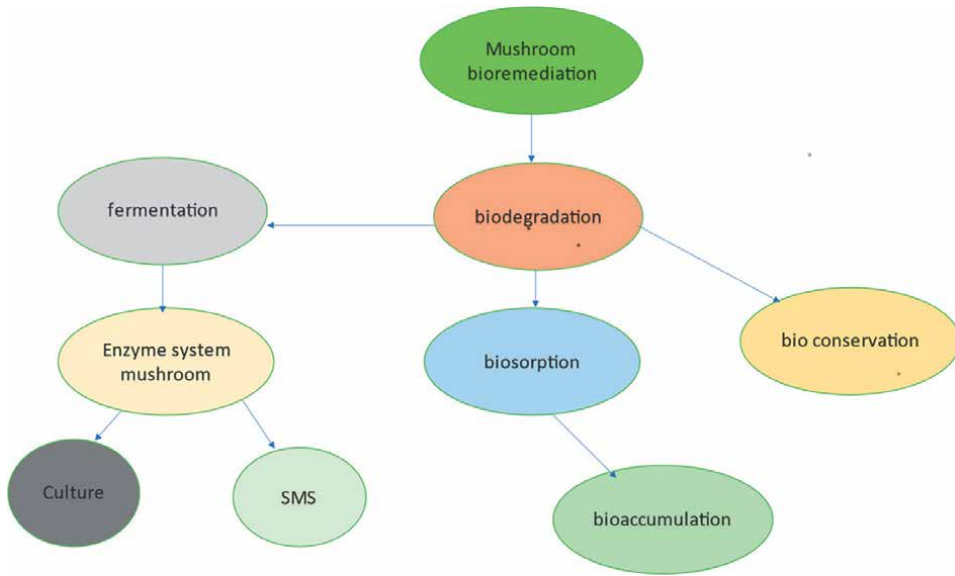 Mushroom
bioremediation
fermentation
biodegradation
Enzyme system
mushroom
biosorption
bio conservation
Culture
SMS
bioaccumulation